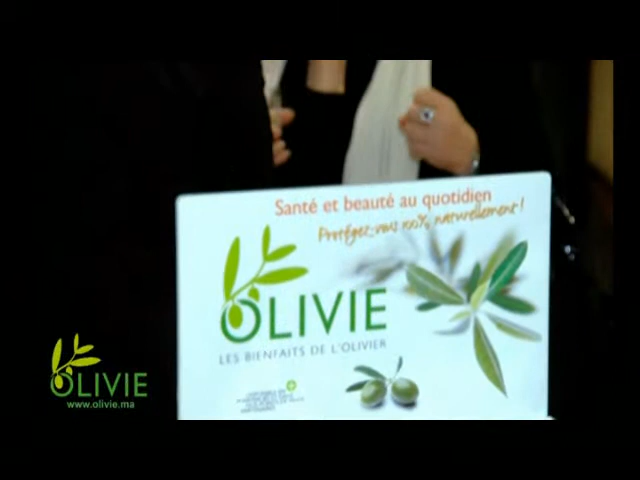 Santé et beauté au quotidien
Protégez-vous 100% naturellement!
OLIVIE
LES BIENFAITS DE L'OLIVIER
OLIVIE
www.olivie.ma